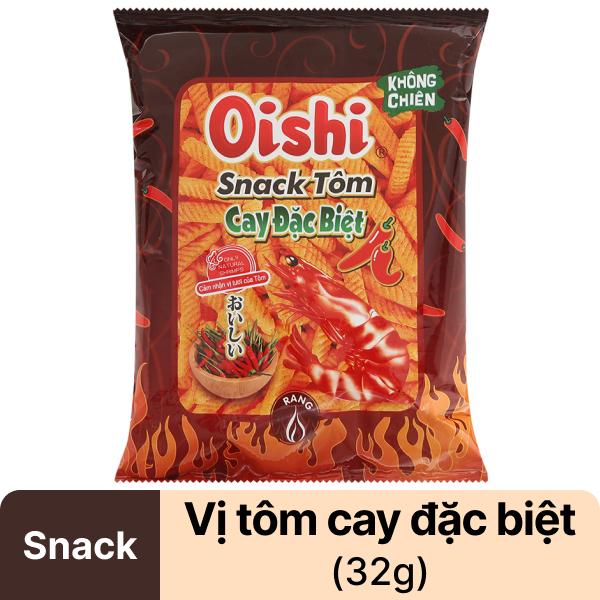 KHÔNG
CHIÊN
Oishi
®
Snack Tôm
Cay Đặc Biệt
ONLY
NATURAL
SHRIMPS
Cảm nhận vị tươi của Tôm
おいしい
RANG
Snack
Vị tôm cay đặc biệt
(32g)